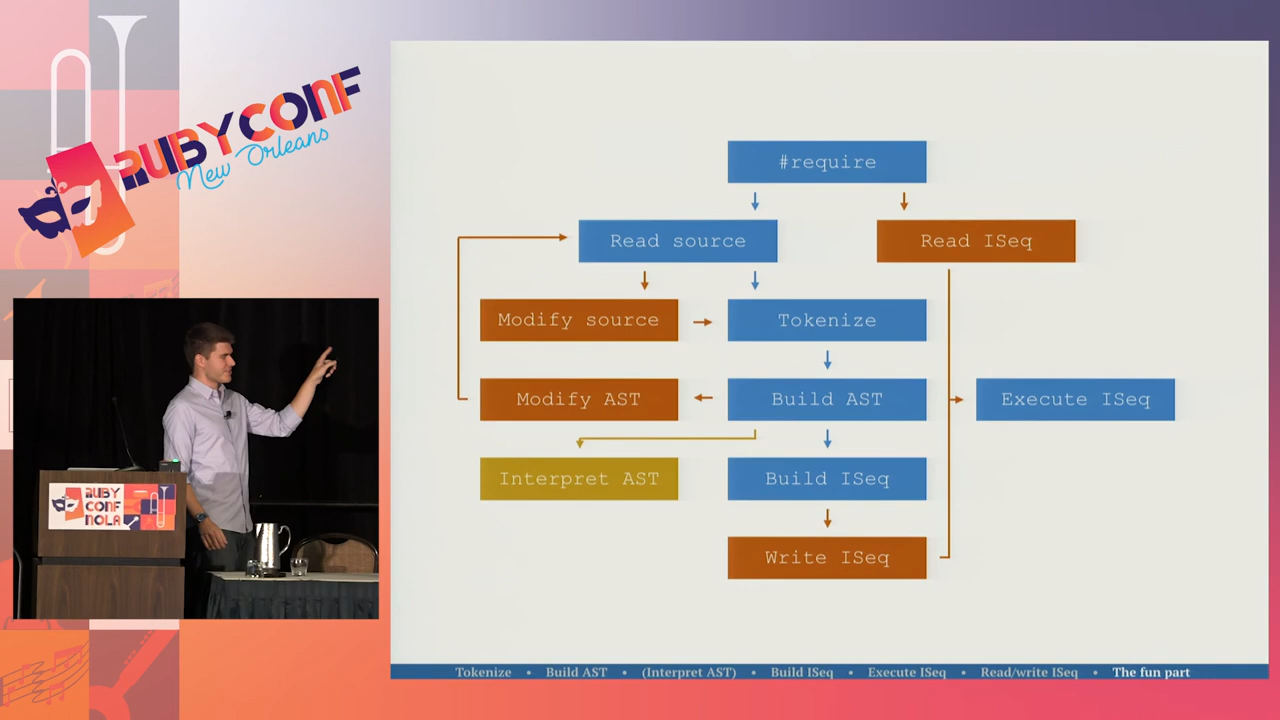 RUBYCONF
New Orleans
#require
Read source
Read ISeq
Modify source
Tokenize
Modify AST
Build AST
Execute ISeq
Interpret AST
Build ISeq
Write ISeq
RUBY
CONF
NOLA
Tokenize • Build AST • (Interpret AST) • Build ISeq • Execute ISeq • Read/write ISeq • The fun part